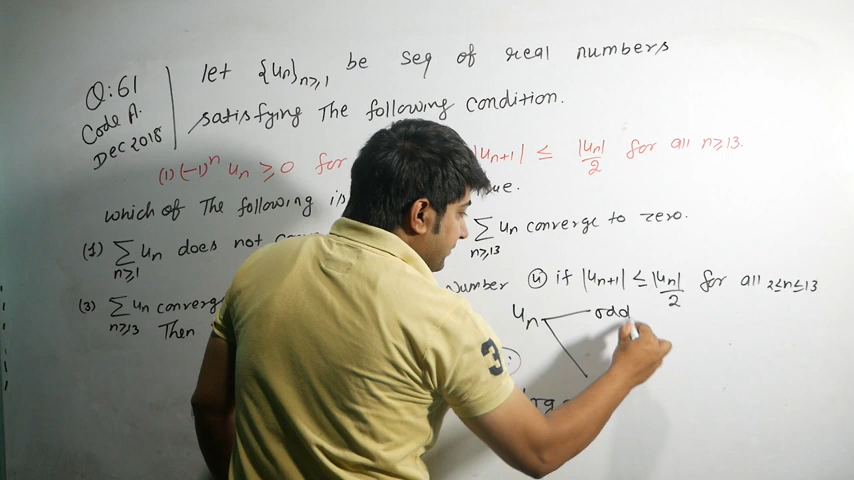 Q:61
Code A.
Dec 2018
let {un}n≥1 be seq of real numbers
satisfying The following condition.
(1) (-1)^n un ≥ 0 for |un+1| ≤ |un|/2 for all n≥13.
which of The following is
(1) ∑n≥1 un does not ∑n≥13 un converge to zero.
(3) ∑n≥13 un converg number (4) if |un+1| ≤ |un|/2 for all 2≤n≤13
Then
un odd
3